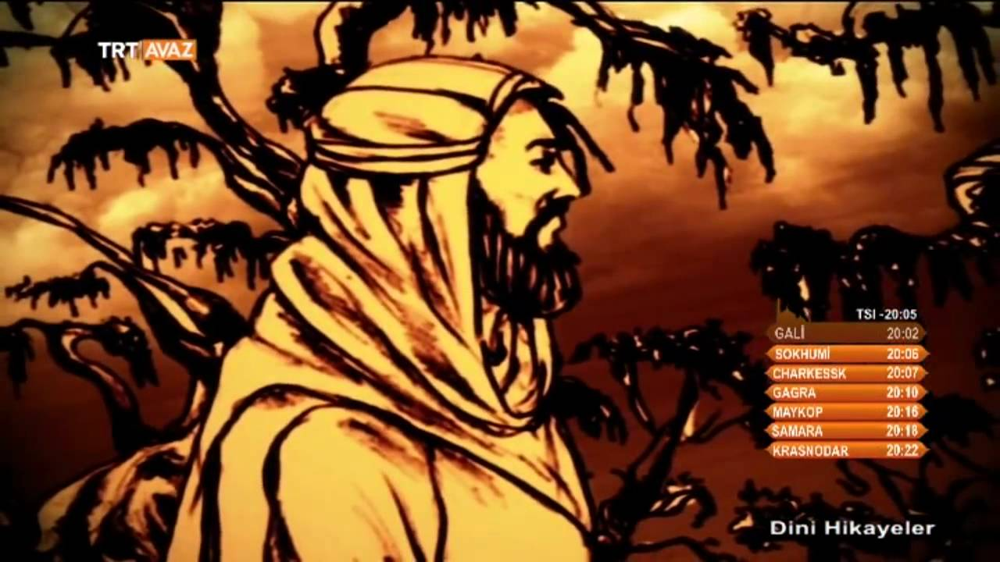 TRT AVAZ
TSI -20:05
GALİ 20:02
SOKHUMİ 20:06
CHARKESSK 20:07
GAGRA 20:10
MAYKOP 20:16
SAMARA 20:18
KRASNODAR 20:22
Dini Hikayeler